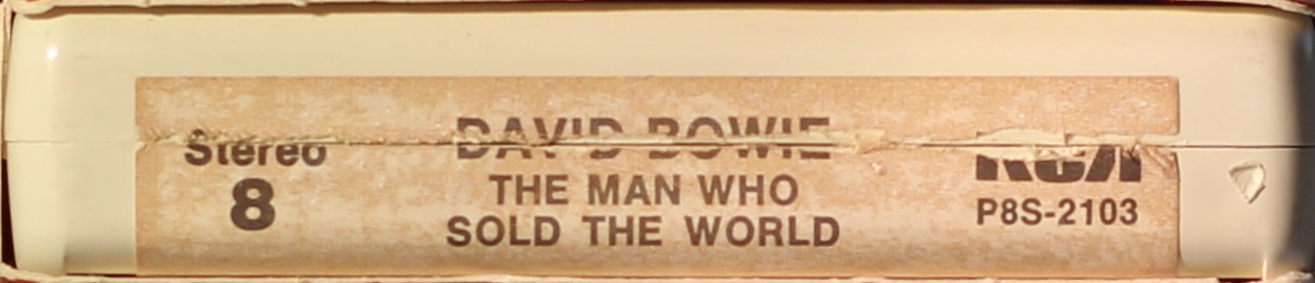 Stereo
8
DAVID BOWIE
THE MAN WHO
SOLD THE WORLD
RCA
P8S-2103